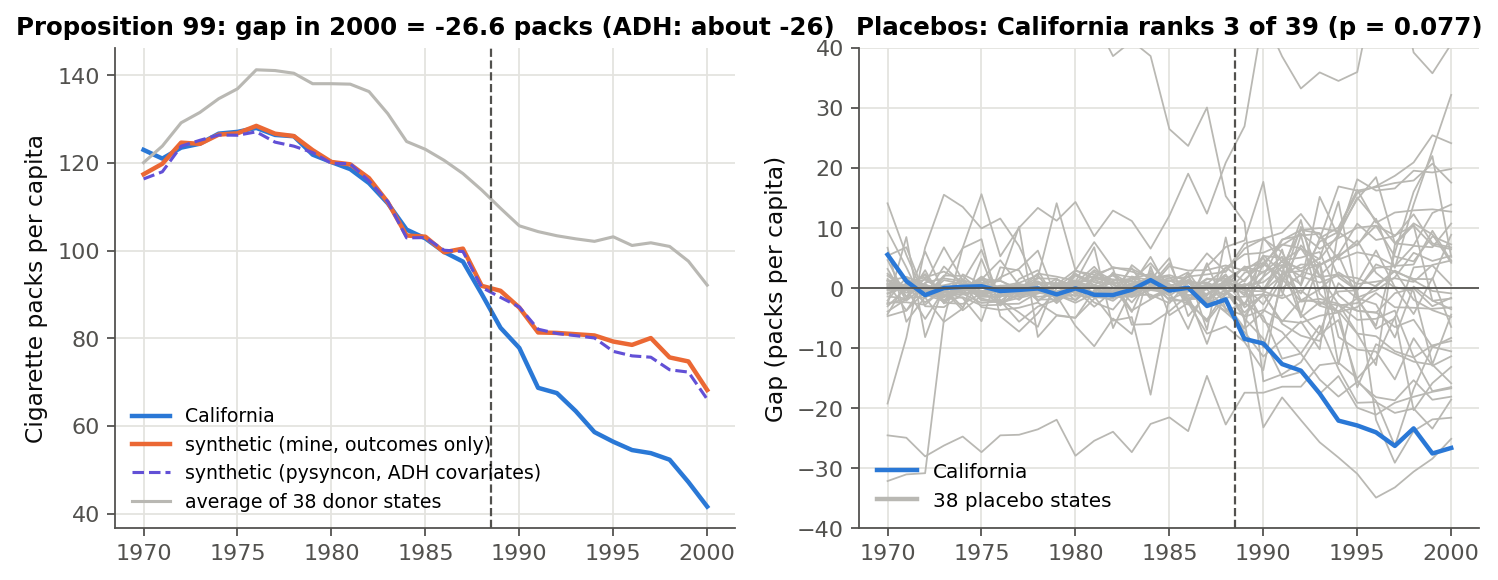 Proposition 99: gap in 2000 = -26.6 packs (ADH: about -26)
Cigarette packs per capita
140
120
100
80
60
40
California
synthetic (mine, outcomes only)
synthetic (pysyncon, ADH covariates)
average of 38 donor states
1970 1975 1980 1985 1990 1995 2000
Placebos: California ranks 3 of 39 (p = 0.077)
Gap (packs per capita)
40
30
20
10
0
−10
−20
−30
−40
California
38 placebo states
1970 1975 1980 1985 1990 1995 2000